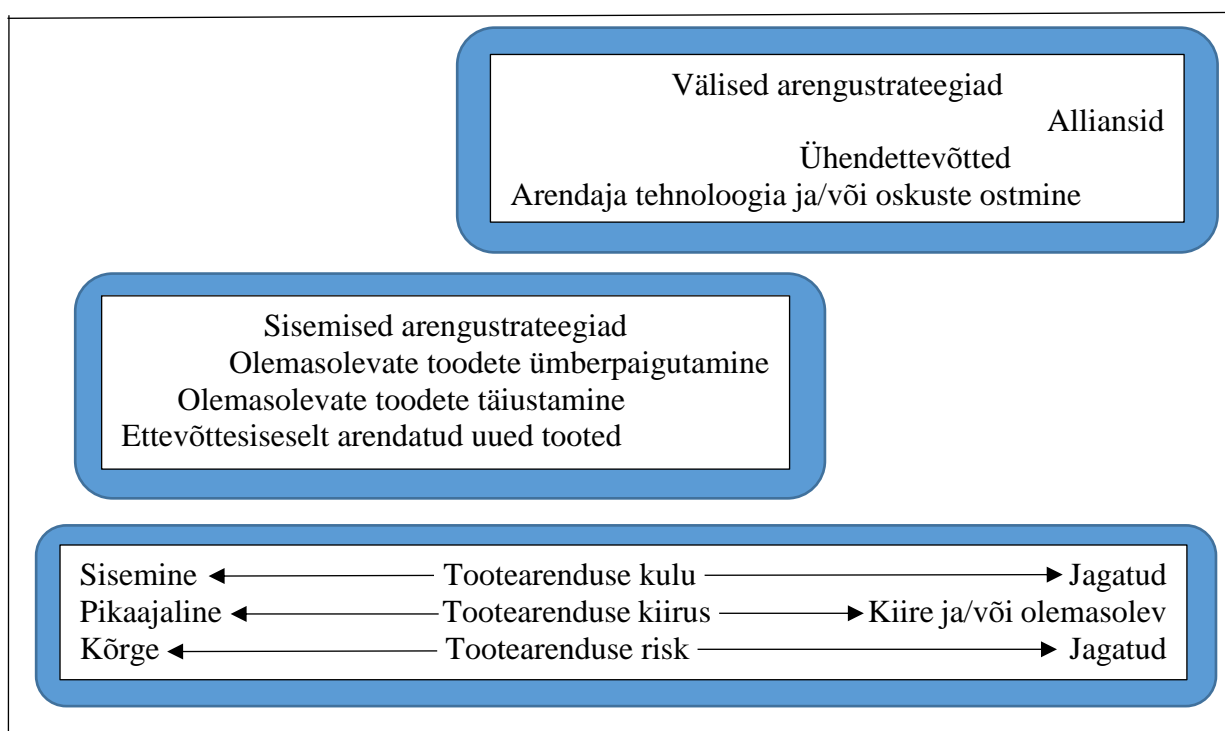 Välised arengustrateegiad
Alliansid
Ühendettevõtted
Arendaja tehnoloogia ja/või oskuste ostmine
Sisemised arengustrateegiad
Olemasolevate toodete ümberpaigutamine
Olemasolevate toodete täiustamine
Ettevõttesiseselt arendatud uued tooted
Sisemine Tootearenduse kulu Jagatud
Pikaajaline Tootearenduse kiirus Kiire ja/või olemasolev
Kõrge Tootearenduse risk Jagatud